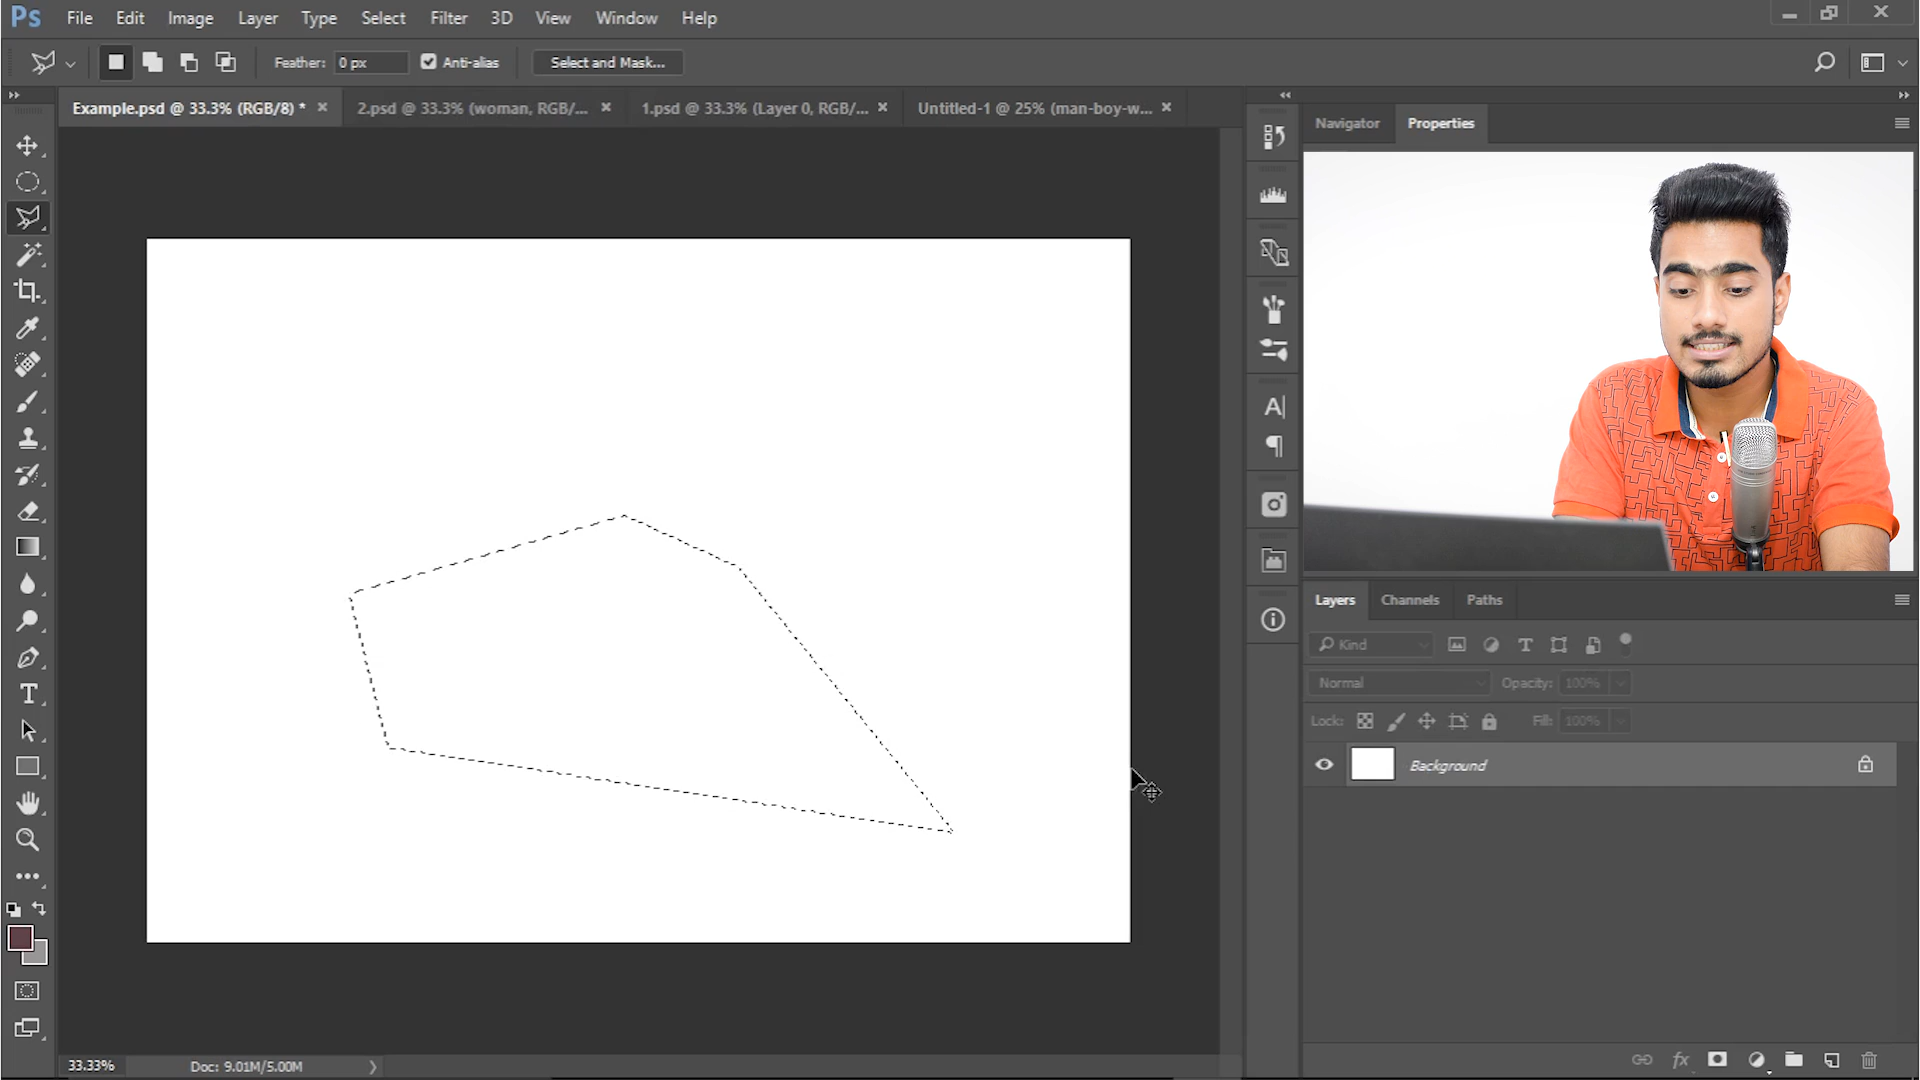 Ps File Edit Image Layer Type Select Filter 3D View Window Help
Feather: 0 px Anti-alias Select and Mask...
Example.psd @ 33.3% (RGB/8) * 2.psd @ 33.3% (woman, RGB/... 1.psd @ 33.3% (Layer 0, RGB/... Untitled-1 @ 25% (man-boy-w...
Navigator Properties
Layers Channels Paths
Kind
Normal Opacity: 100%
Lock: Fill: 100%
Background
33.33% Doc: 9.01M/5.00M